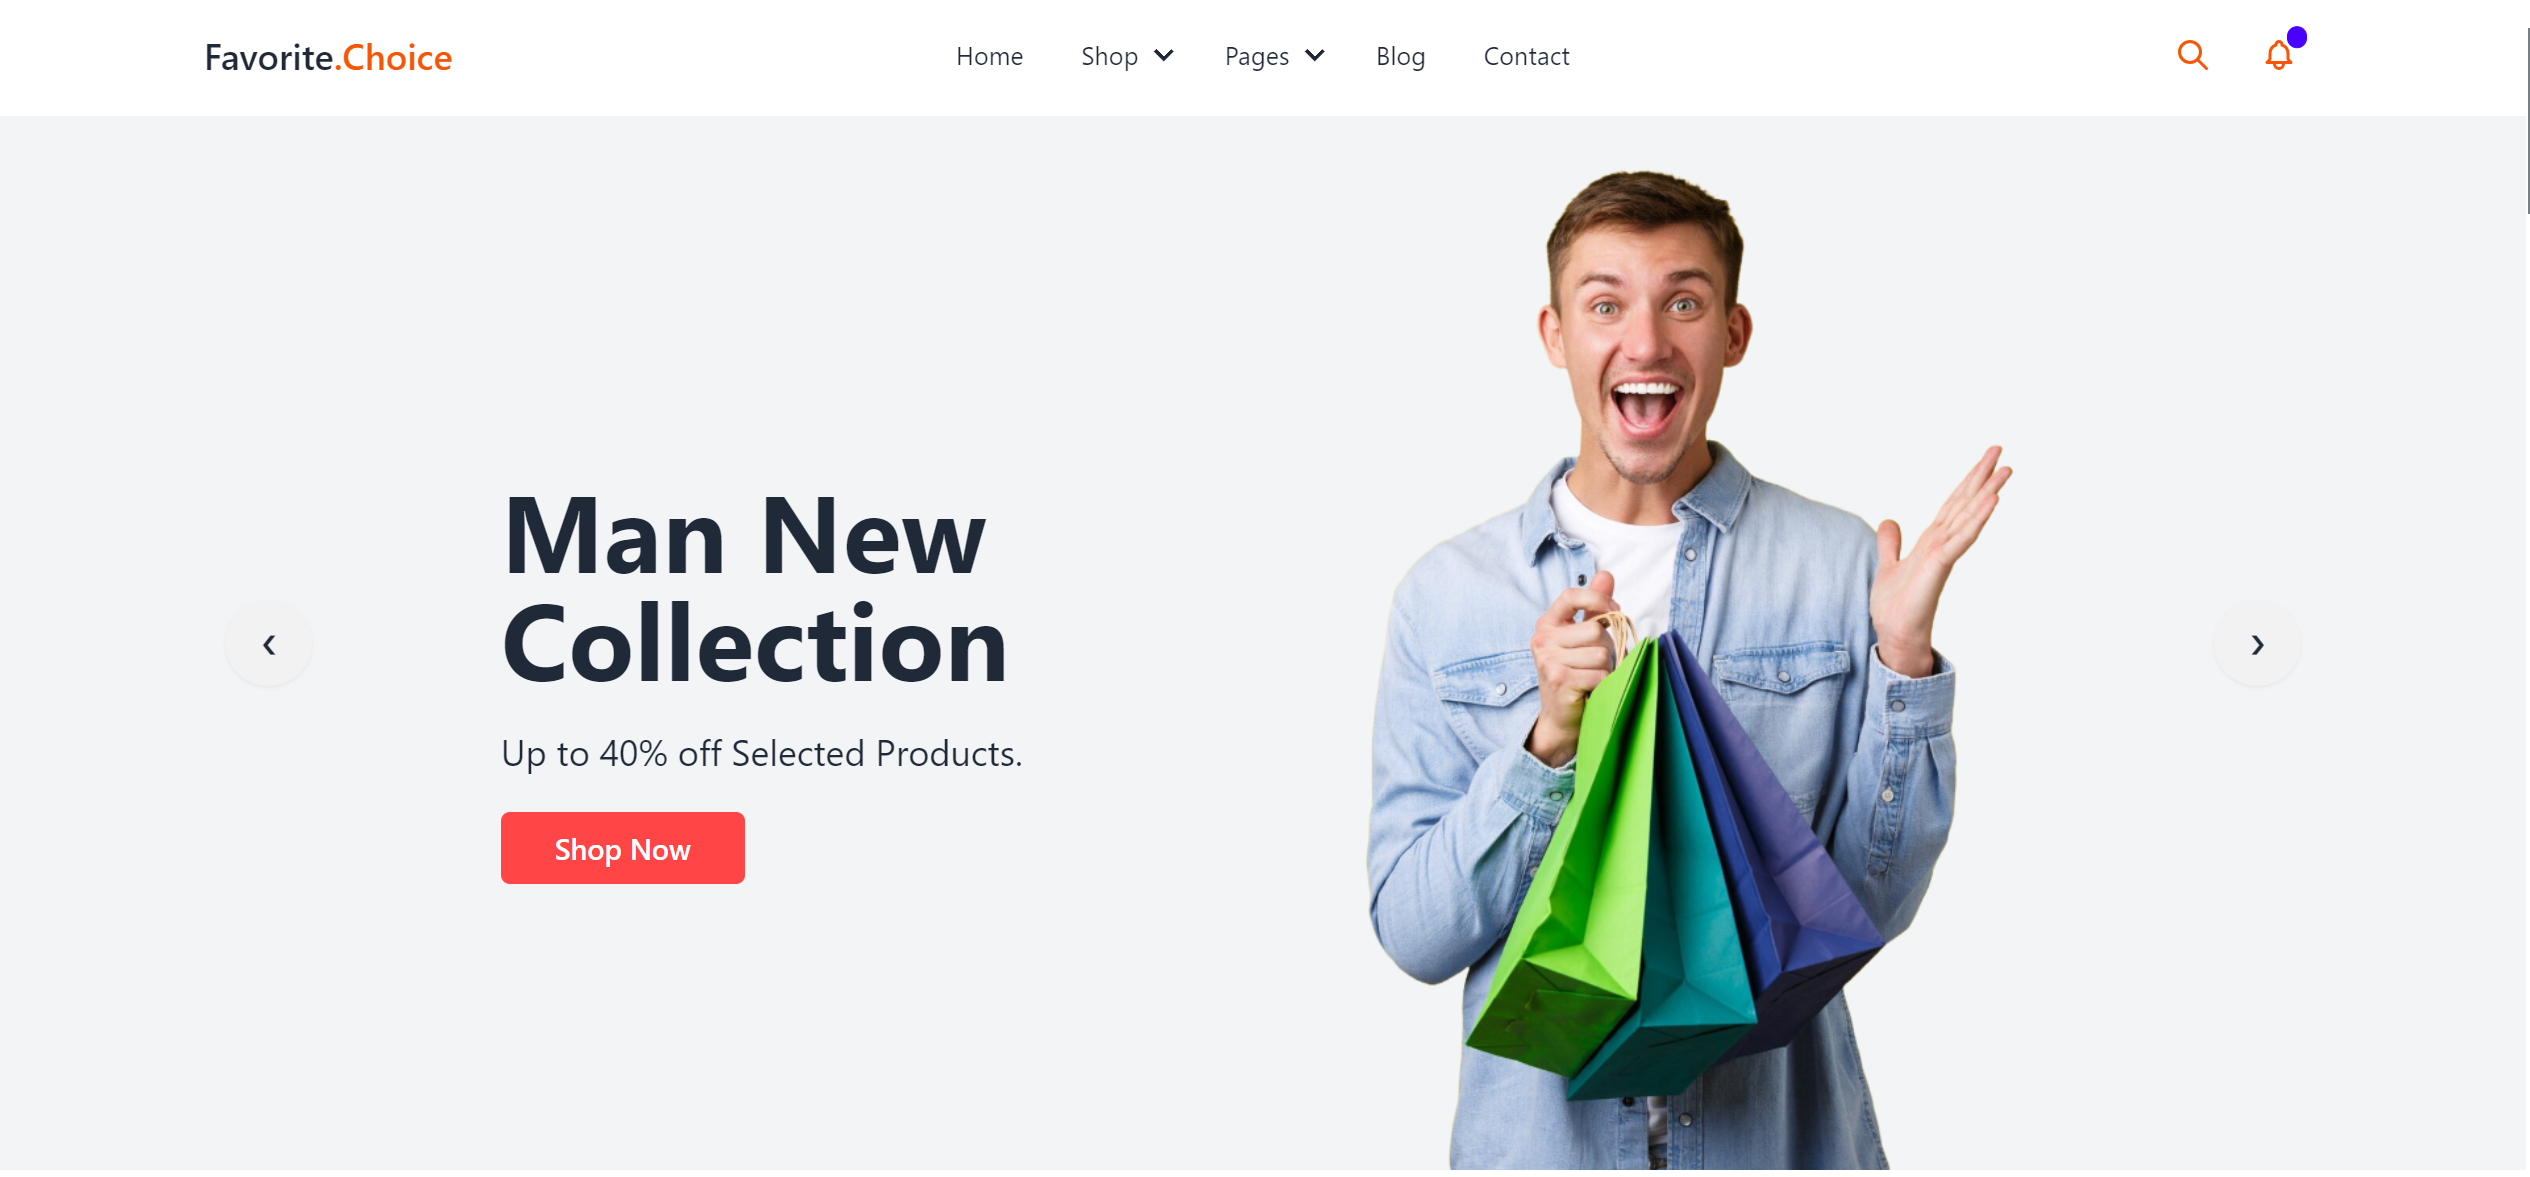 Favorite.Choice
Home Shop Pages Blog Contact
Man New
Collection
Up to 40% off Selected Products.
Shop Now